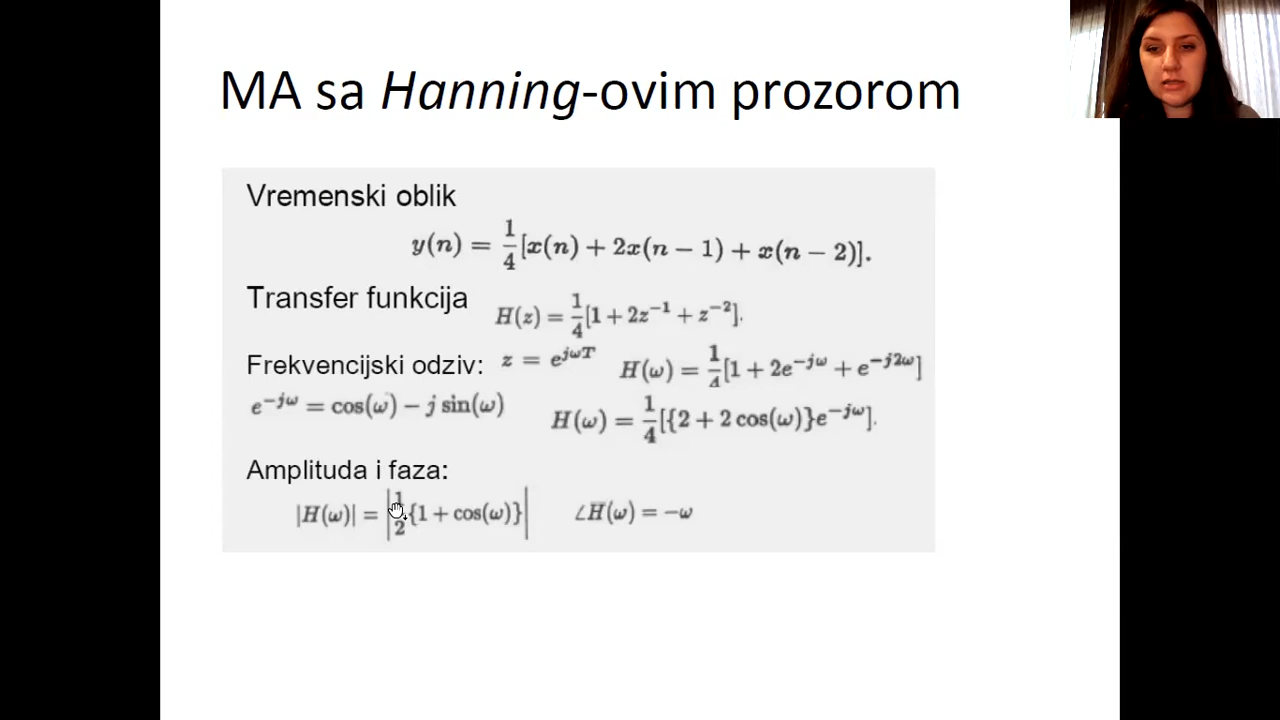 MA sa Hanning-ovim prozorom
Vremenski oblik
y(n) = 1/4[x(n) + 2x(n − 1) + x(n − 2)].
Transfer funkcija H(z) = 1/4[1 + 2z⁻¹ + z⁻²].
Frekvencijski odziv: z = e^{jωT} H(ω) = 1/4[1 + 2e^{−jω} + e^{−j2ω}]
e^{−jω} = cos(ω) − j sin(ω) H(ω) = 1/4[{2 + 2 cos(ω)}e^{−jω}].
Amplituda i faza:
|H(ω)| = |1/2{1 + cos(ω)}| ∠H(ω) = −ω